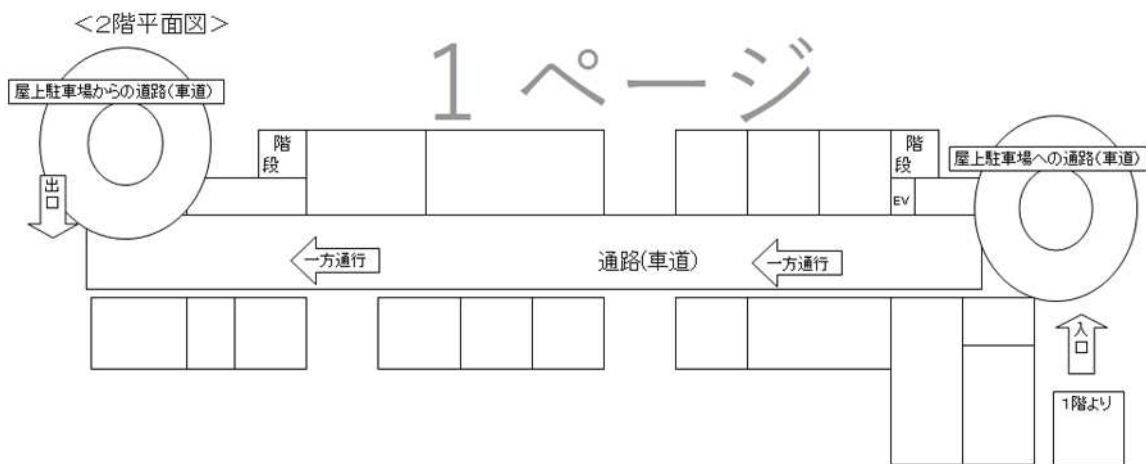 <2階平面図>
1 ページ
屋上駐車場からの道路(車道)
階
段
階
段
屋上駐車場への通路(車道)
出
口
EV
一方通行
通路(車道)
一方通行
入
口
1階より